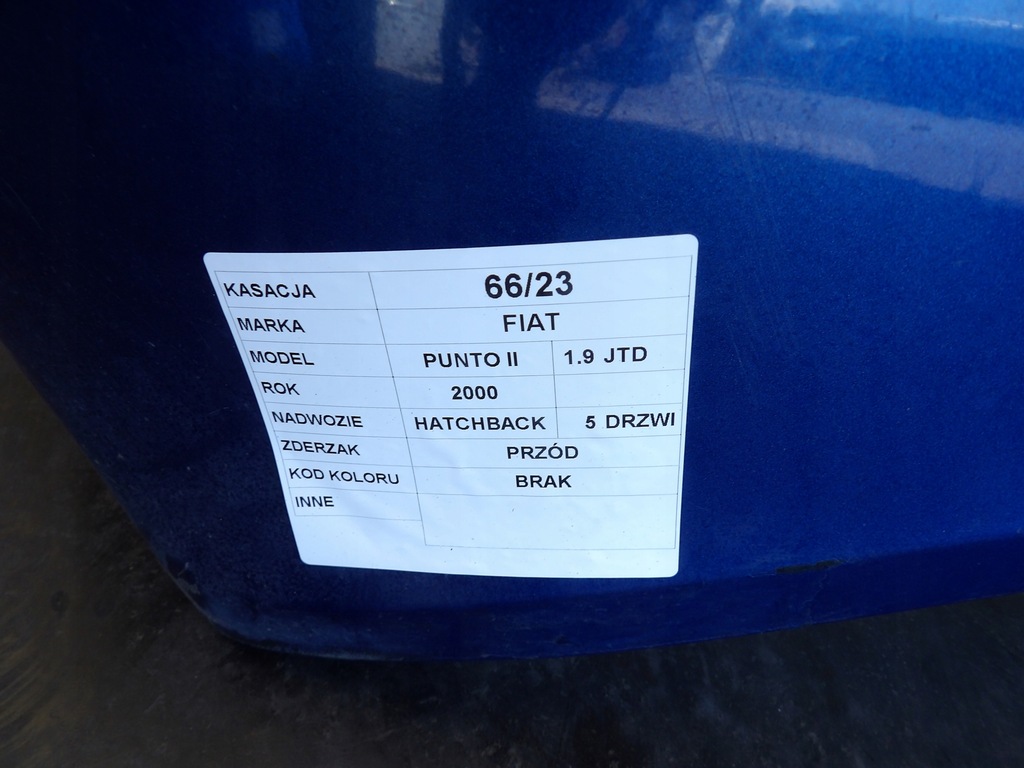 KASACJA 66/23
MARKA FIAT
MODEL PUNTO II 1.9 JTD
ROK 2000
NADWOZIE HATCHBACK 5 DRZWI
ZDERZAK PRZÓD
KOD KOLORU BRAK
INNE